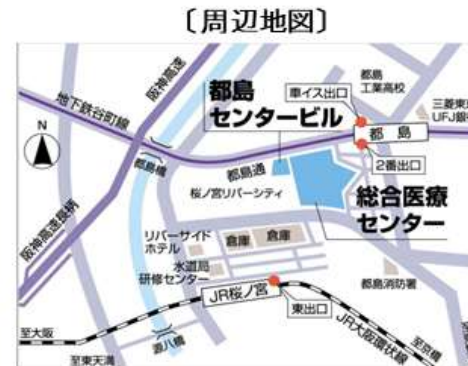 〔周辺地図〕
阪神高速
地下鉄谷町線
都島
センタービル
車イス出口
都島
工業高校
三菱東京
UFJ銀行
都島
2番出口
N
都島橋
都島通
桜ノ宮リバーシティ
総合医療
センター
阪神高速長柄
リバーサイド
ホテル
倉庫
倉庫
水道局
研修センター
都島消防署
JR桜ノ宮
東出口
至大阪
至東天満
源八橋
JR大阪環状線
至京橋